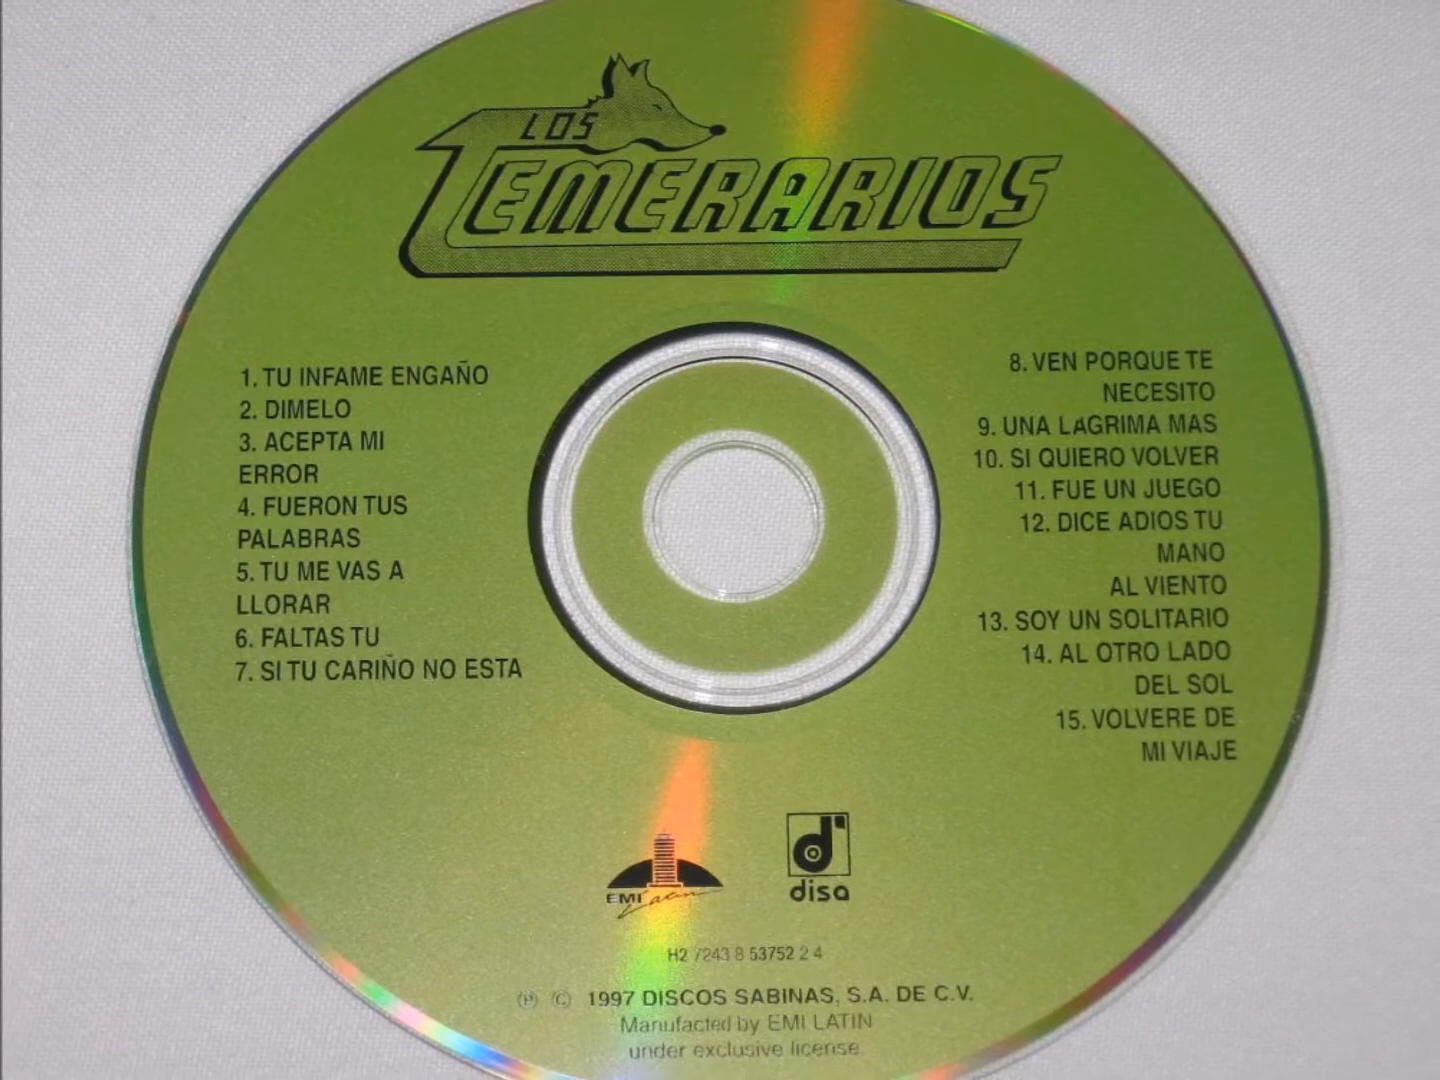 LOS
TEMERARIOS
1. TU INFAME ENGAÑO
2. DIMELO
3. ACEPTA MI
ERROR
4. FUERON TUS
PALABRAS
5. TU ME VAS A
LLORAR
6. FALTAS TU
7. SI TU CARIÑO NO ESTA
8. VEN PORQUE TE
NECESITO
9. UNA LAGRIMA MAS
10. SI QUIERO VOLVER
11. FUE UN JUEGO
12. DICE ADIOS TU
MANO
AL VIENTO
13. SOY UN SOLITARIO
14. AL OTRO LADO
DEL SOL
15. VOLVERE DE
MI VIAJE
EMI Latin
disa
H2 7243 8 53752 2 4
℗ © 1997 DISCOS SABINAS, S.A. DE C.V.
Manufacted by EMI LATIN
under exclusive license.